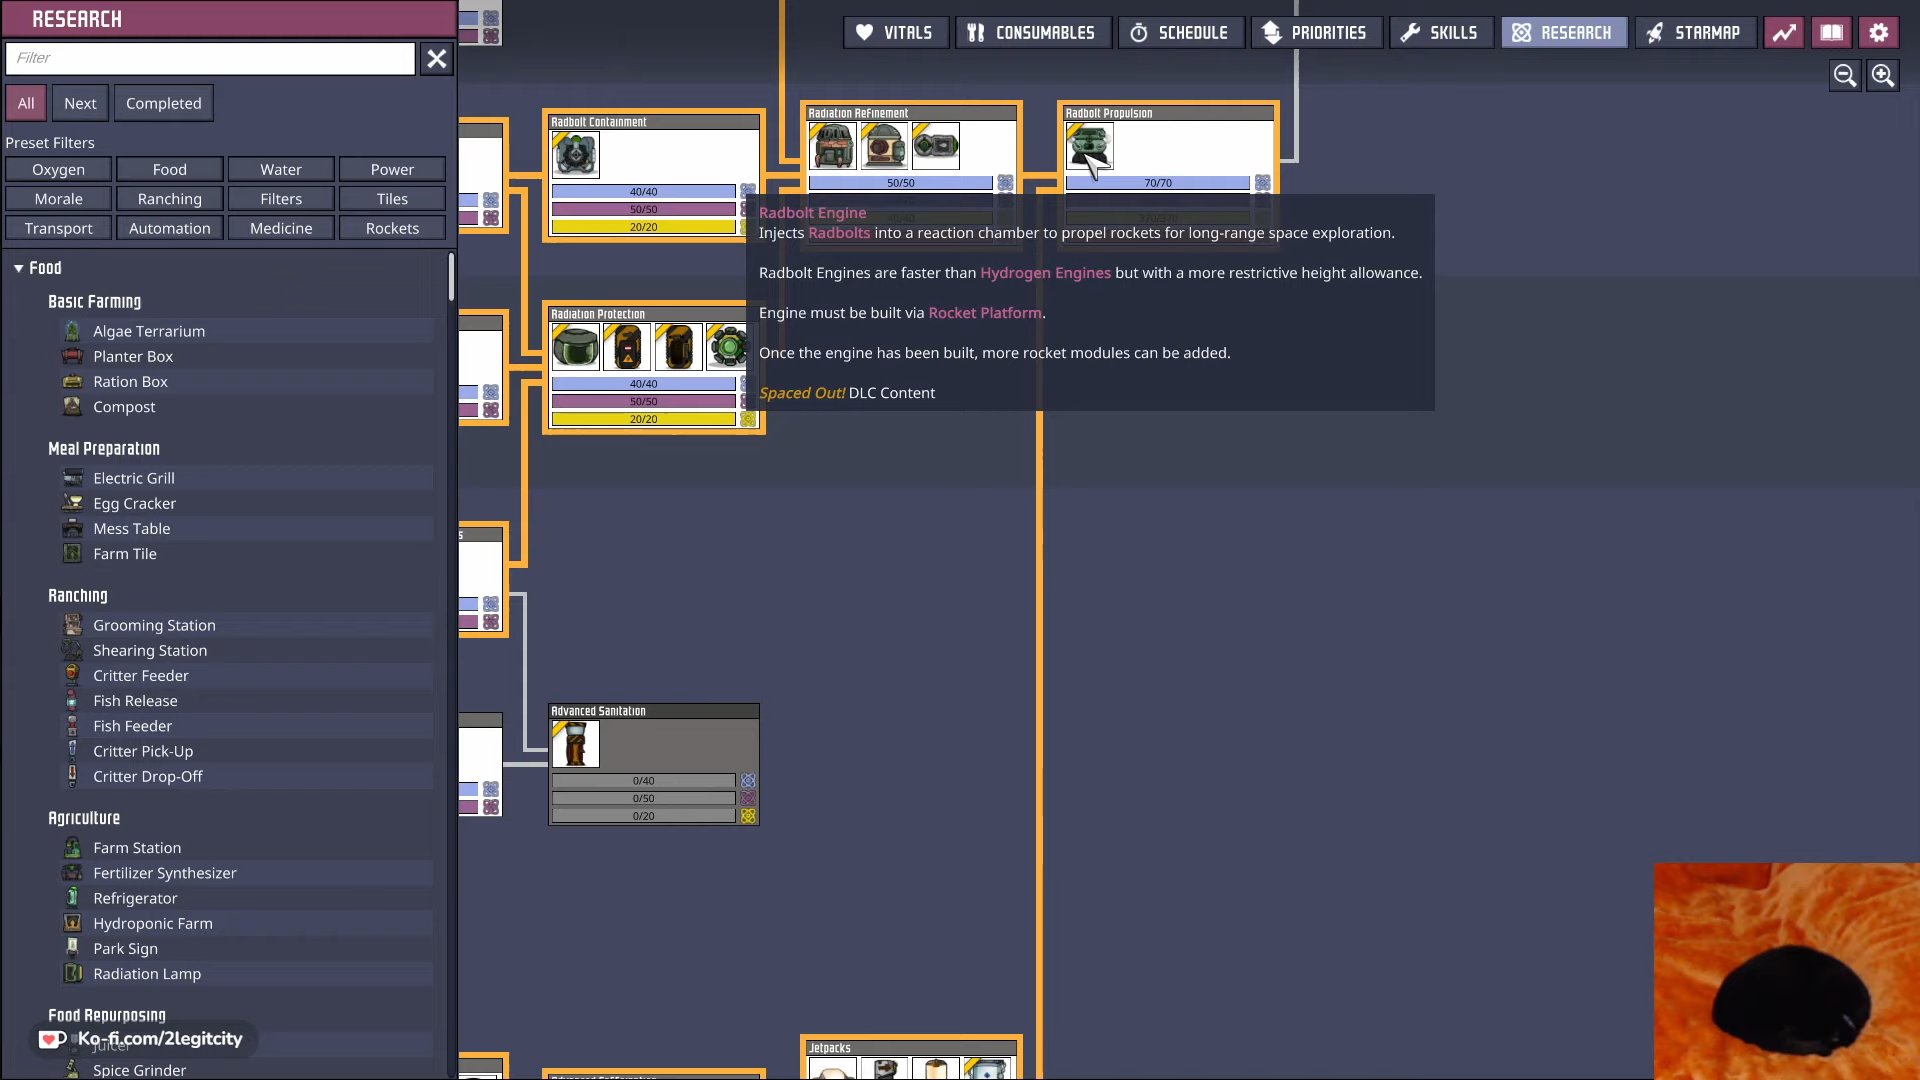 RESEARCH
VITALS
CONSUMABLES
SCHEDULE
PRIORITIES
SKILLS
RESEARCH
STARMAP
Filter
All
Next
Completed
Preset Filters
Oxygen
Food
Water
Power
Morale
Ranching
Filters
Tiles
Transport
Automation
Medicine
Rockets
Food
Basic Farming
Algae Terrarium
Planter Box
Ration Box
Compost
Meal Preparation
Electric Grill
Egg Cracker
Mess Table
Farm Tile
Ranching
Grooming Station
Shearing Station
Critter Feeder
Fish Release
Fish Feeder
Critter Pick-Up
Critter Drop-Off
Agriculture
Farm Station
Fertilizer Synthesizer
Refrigerator
Hydroponic Farm
Park Sign
Radiation Lamp
Food Repurposing
Juicer
Spice Grinder
Ko-fi.com/2legitcity
Radbolt Containment
40/40
50/50
20/20
Radiation Refinement
50/50
Radbolt Propulsion
70/70
Radbolt Engine
Injects Radbolts into a reaction chamber to propel rockets for long-range space exploration.
Radbolt Engines are faster than Hydrogen Engines but with a more restrictive height allowance.
Engine must be built via Rocket Platform.
Once the engine has been built, more rocket modules can be added.
Spaced Out! DLC Content
Radiation Protection
40/40
50/50
20/20
Advanced Sanitation
0/40
0/50
0/20
Jetpacks